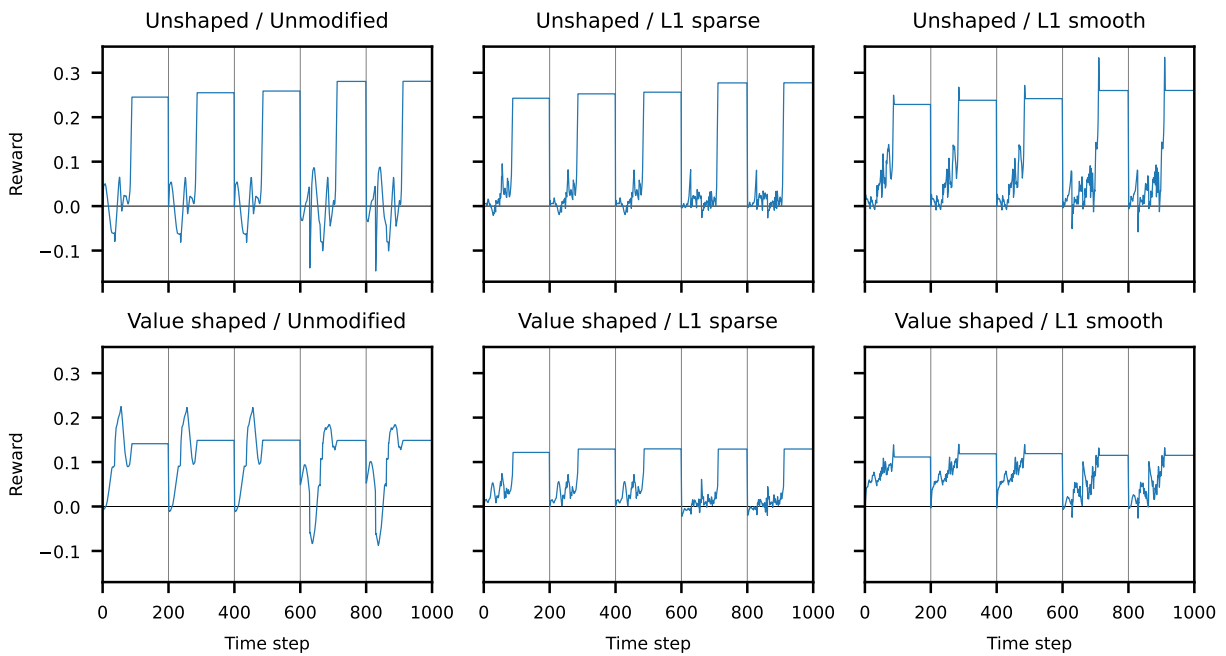 Unshaped / Unmodified
Unshaped / L1 sparse
Unshaped / L1 smooth
0.3
0.2
0.1
0.0
−0.1
Reward
Value shaped / Unmodified
Value shaped / L1 sparse
Value shaped / L1 smooth
0.3
0.2
0.1
0.0
−0.1
Reward
0 200 400 600 800 1000
0 200 400 600 800 1000
0 200 400 600 800 1000
Time step
Time step
Time step